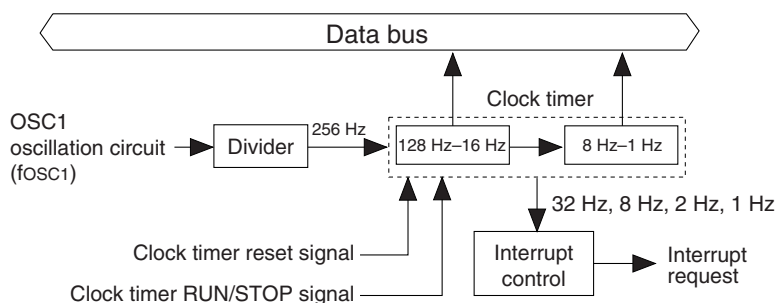 Data bus
Clock timer
OSC1
oscillation circuit
(fOSC1)
Divider
256 Hz
128 Hz–16 Hz
8 Hz–1 Hz
32 Hz, 8 Hz, 2 Hz, 1 Hz
Clock timer reset signal
Clock timer RUN/STOP signal
Interrupt
control
Interrupt
request